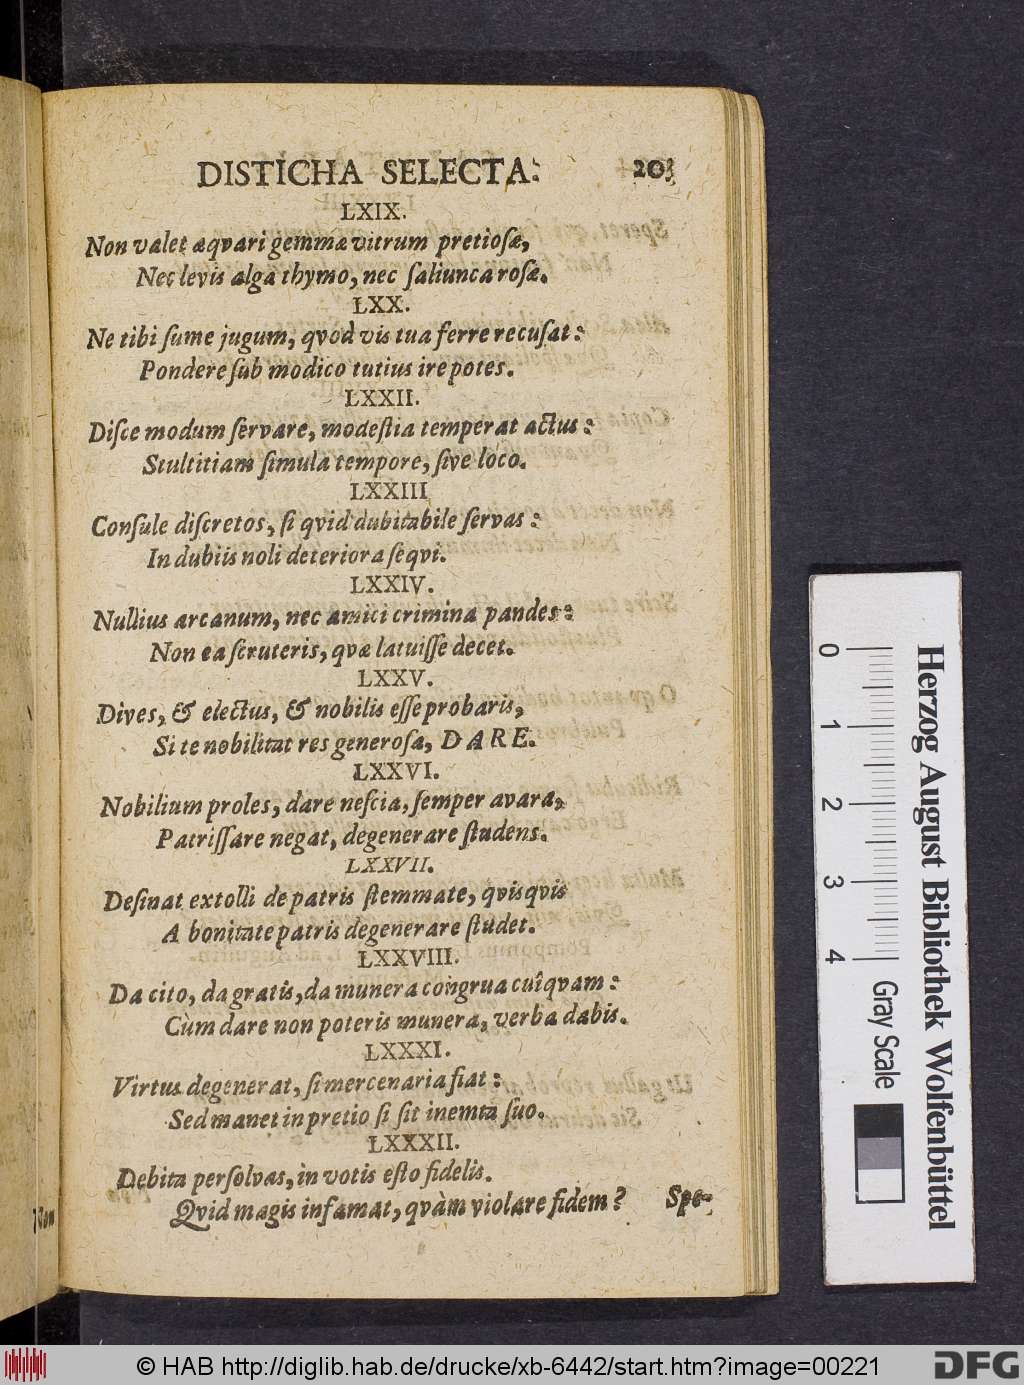 DISTICHA SELECTA. 203
LXIX.
Non valet æqvari gemmæ vitrum pretioſæ,
Nec levis alga thymo, nec ſaliunca roſæ.
LXX.
Ne tibi ſume jugum, qvod vis tua ferre recuſat:
Pondere ſub modico tutius ire potes.
LXXII.
Diſce modum ſervare, modeſtia temperat actus:
Stultitiam ſimula tempore, ſive loco.
LXXIII
Conſule diſcretos, ſi qvid dubitabile ſervas:
In dubiis noli deteriora ſeqvi.
LXXIV.
Nullius arcanum, nec amici crimina pandes:
Non ea ſcruteris, qvæ latuiſſe decet.
LXXV.
Dives, & electus, & nobilis eſſe probaris,
Si te nobilitat res generoſa, DARE.
LXXVI.
Nobilium proles, dare neſcia, ſemper avara,
Patriſſare negat, degenerare ſtudens.
LXXVII.
Deſinat extolli de patris ſtemmate, qvisqvis
A bonitate patris degenerare ſtudet.
LXXVIII.
Da cito, da gratis, da munera congrua cuîqvam:
Cùm dare non poteris munera, verba dabis.
LXXXI.
Virtus degenerat, ſi mercenaria fiat:
Sed manet in pretio ſi ſit inemta ſuo.
LXXXII.
Debita perſolvas, in votis eſto fidelis.
Qvid magis infamat, qvàm violare fidem? Spe-
0 1 2 3 4 Gray Scale
Herzog August Bibliothek Wolfenbüttel
© HAB http://diglib.hab.de/drucke/xb-6442/start.htm?image=00221 DFG